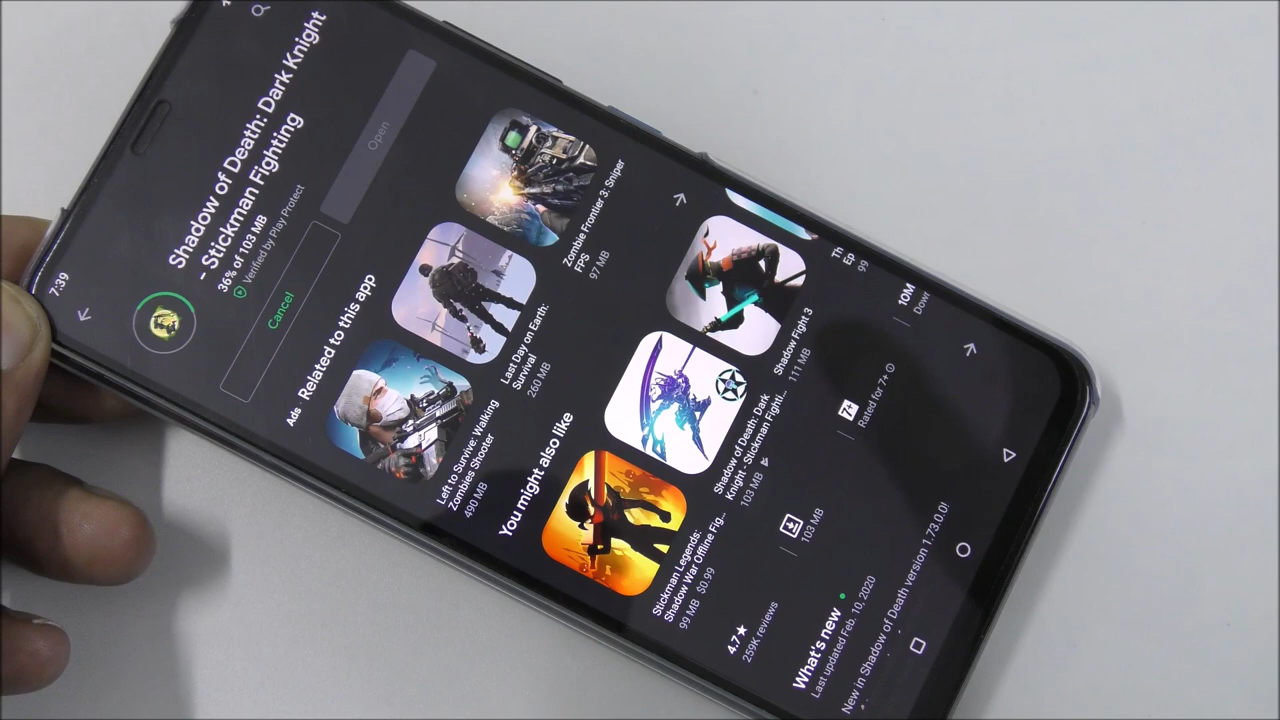 7:39
Shadow of Death: Dark Knight
- Stickman Fighting
36% of 103 MB
Verified by Play Protect
Cancel
Open
Ads · Related to this app
Left to Survive: Walking
Zombies Shooter
490 MB
Last Day on Earth:
Survival
260 MB
Zombie Frontier 3: Sniper
FPS
97 MB
You might also like
Stickman Legends:
Shadow War Offline Fig...
99 MB $0.99
Shadow of Death: Dark
Knight - Stickman Fighti...
103 MB
Shadow Fight 3
111 MB
Th
Ep
99
4.7★
259K reviews
103 MB
7+
Rated for 7+
10M
Dowr
What's new
Last updated Feb. 10, 2020
New in Shadow of Death version 1.73.0.0!